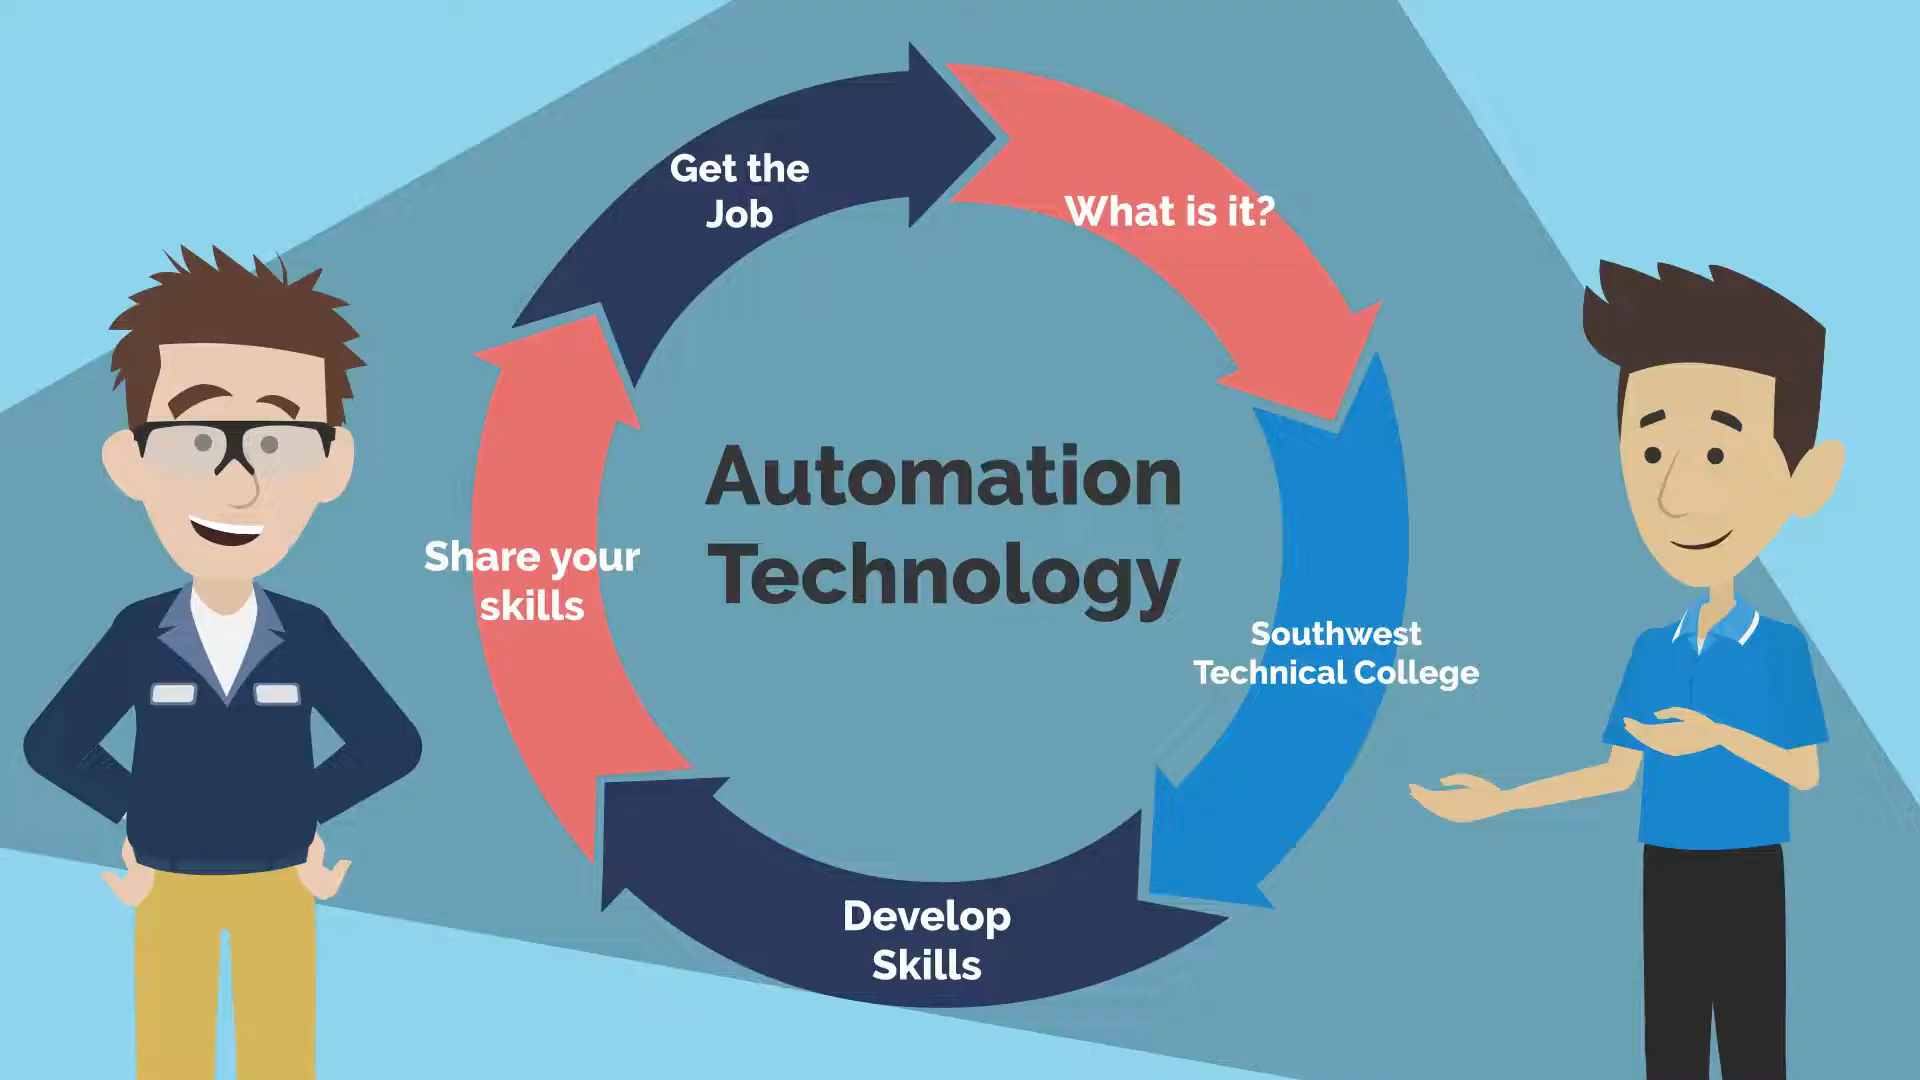 Get the
Job
What is it?
Automation
Technology
Share your
skills
Southwest
Technical College
Develop
Skills